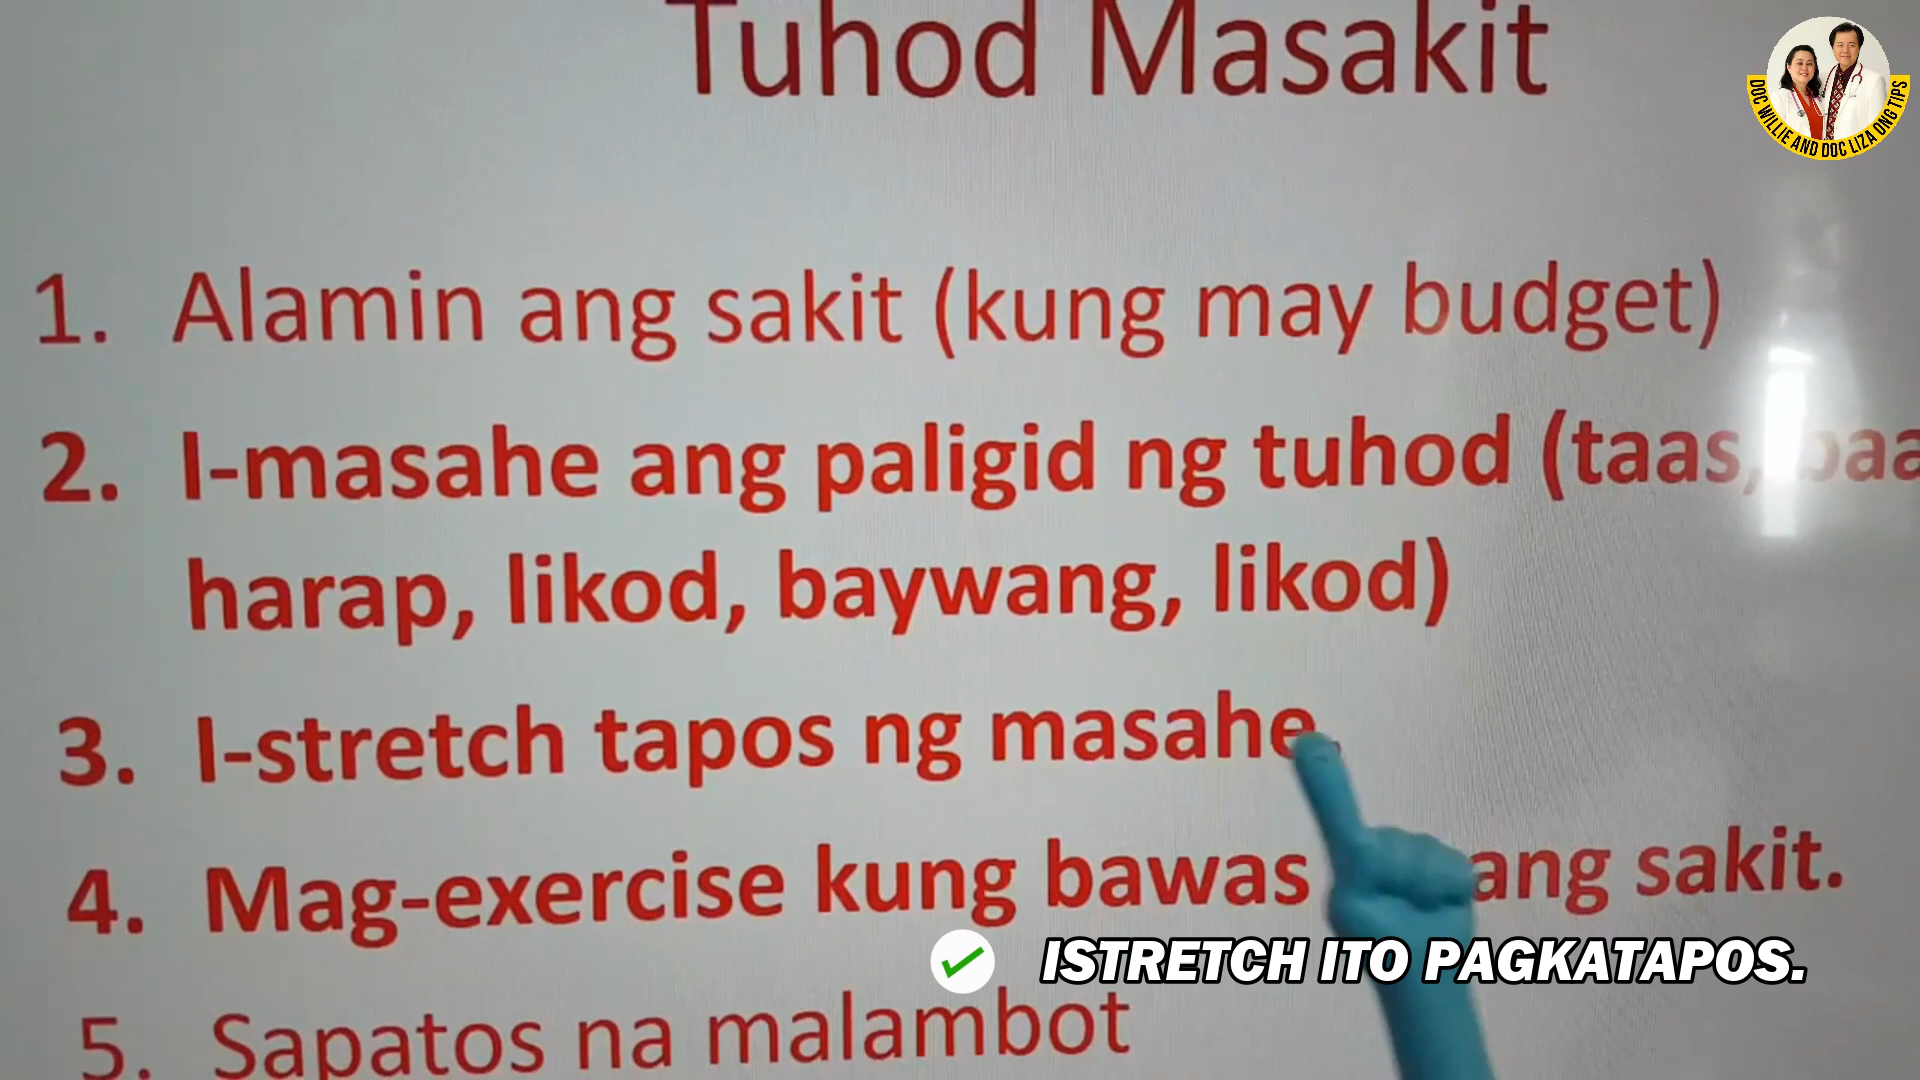 Tuhod Masakit
DOC WILLIE AND DOC LIZA ONG TIPS
1. Alamin ang sakit (kung may budget)
2. I-masahe ang paligid ng tuhod (taas,
harap, likod, baywang, likod)
3. I-stretch tapos ng masahe.
4. Mag-exercise kung bawas ang sakit.
ISTRETCH ITO PAGKATAPOS.
5. Sapatos na malambot